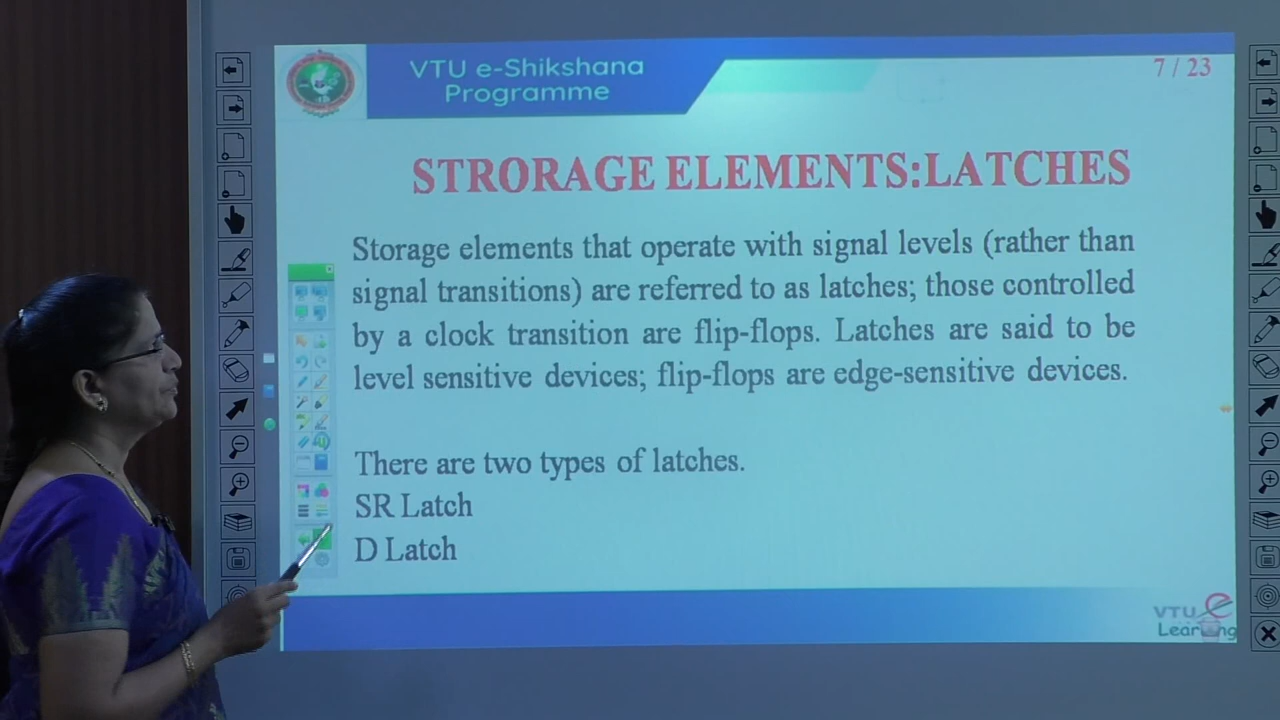 VTU e-Shikshana
Programme
7 / 23
STRORAGE ELEMENTS:LATCHES
Storage elements that operate with signal levels (rather than
signal transitions) are referred to as latches; those controlled
by a clock transition are flip-flops. Latches are said to be
level sensitive devices; flip-flops are edge-sensitive devices.
There are two types of latches.
SR Latch
D Latch
VTU e
Learning